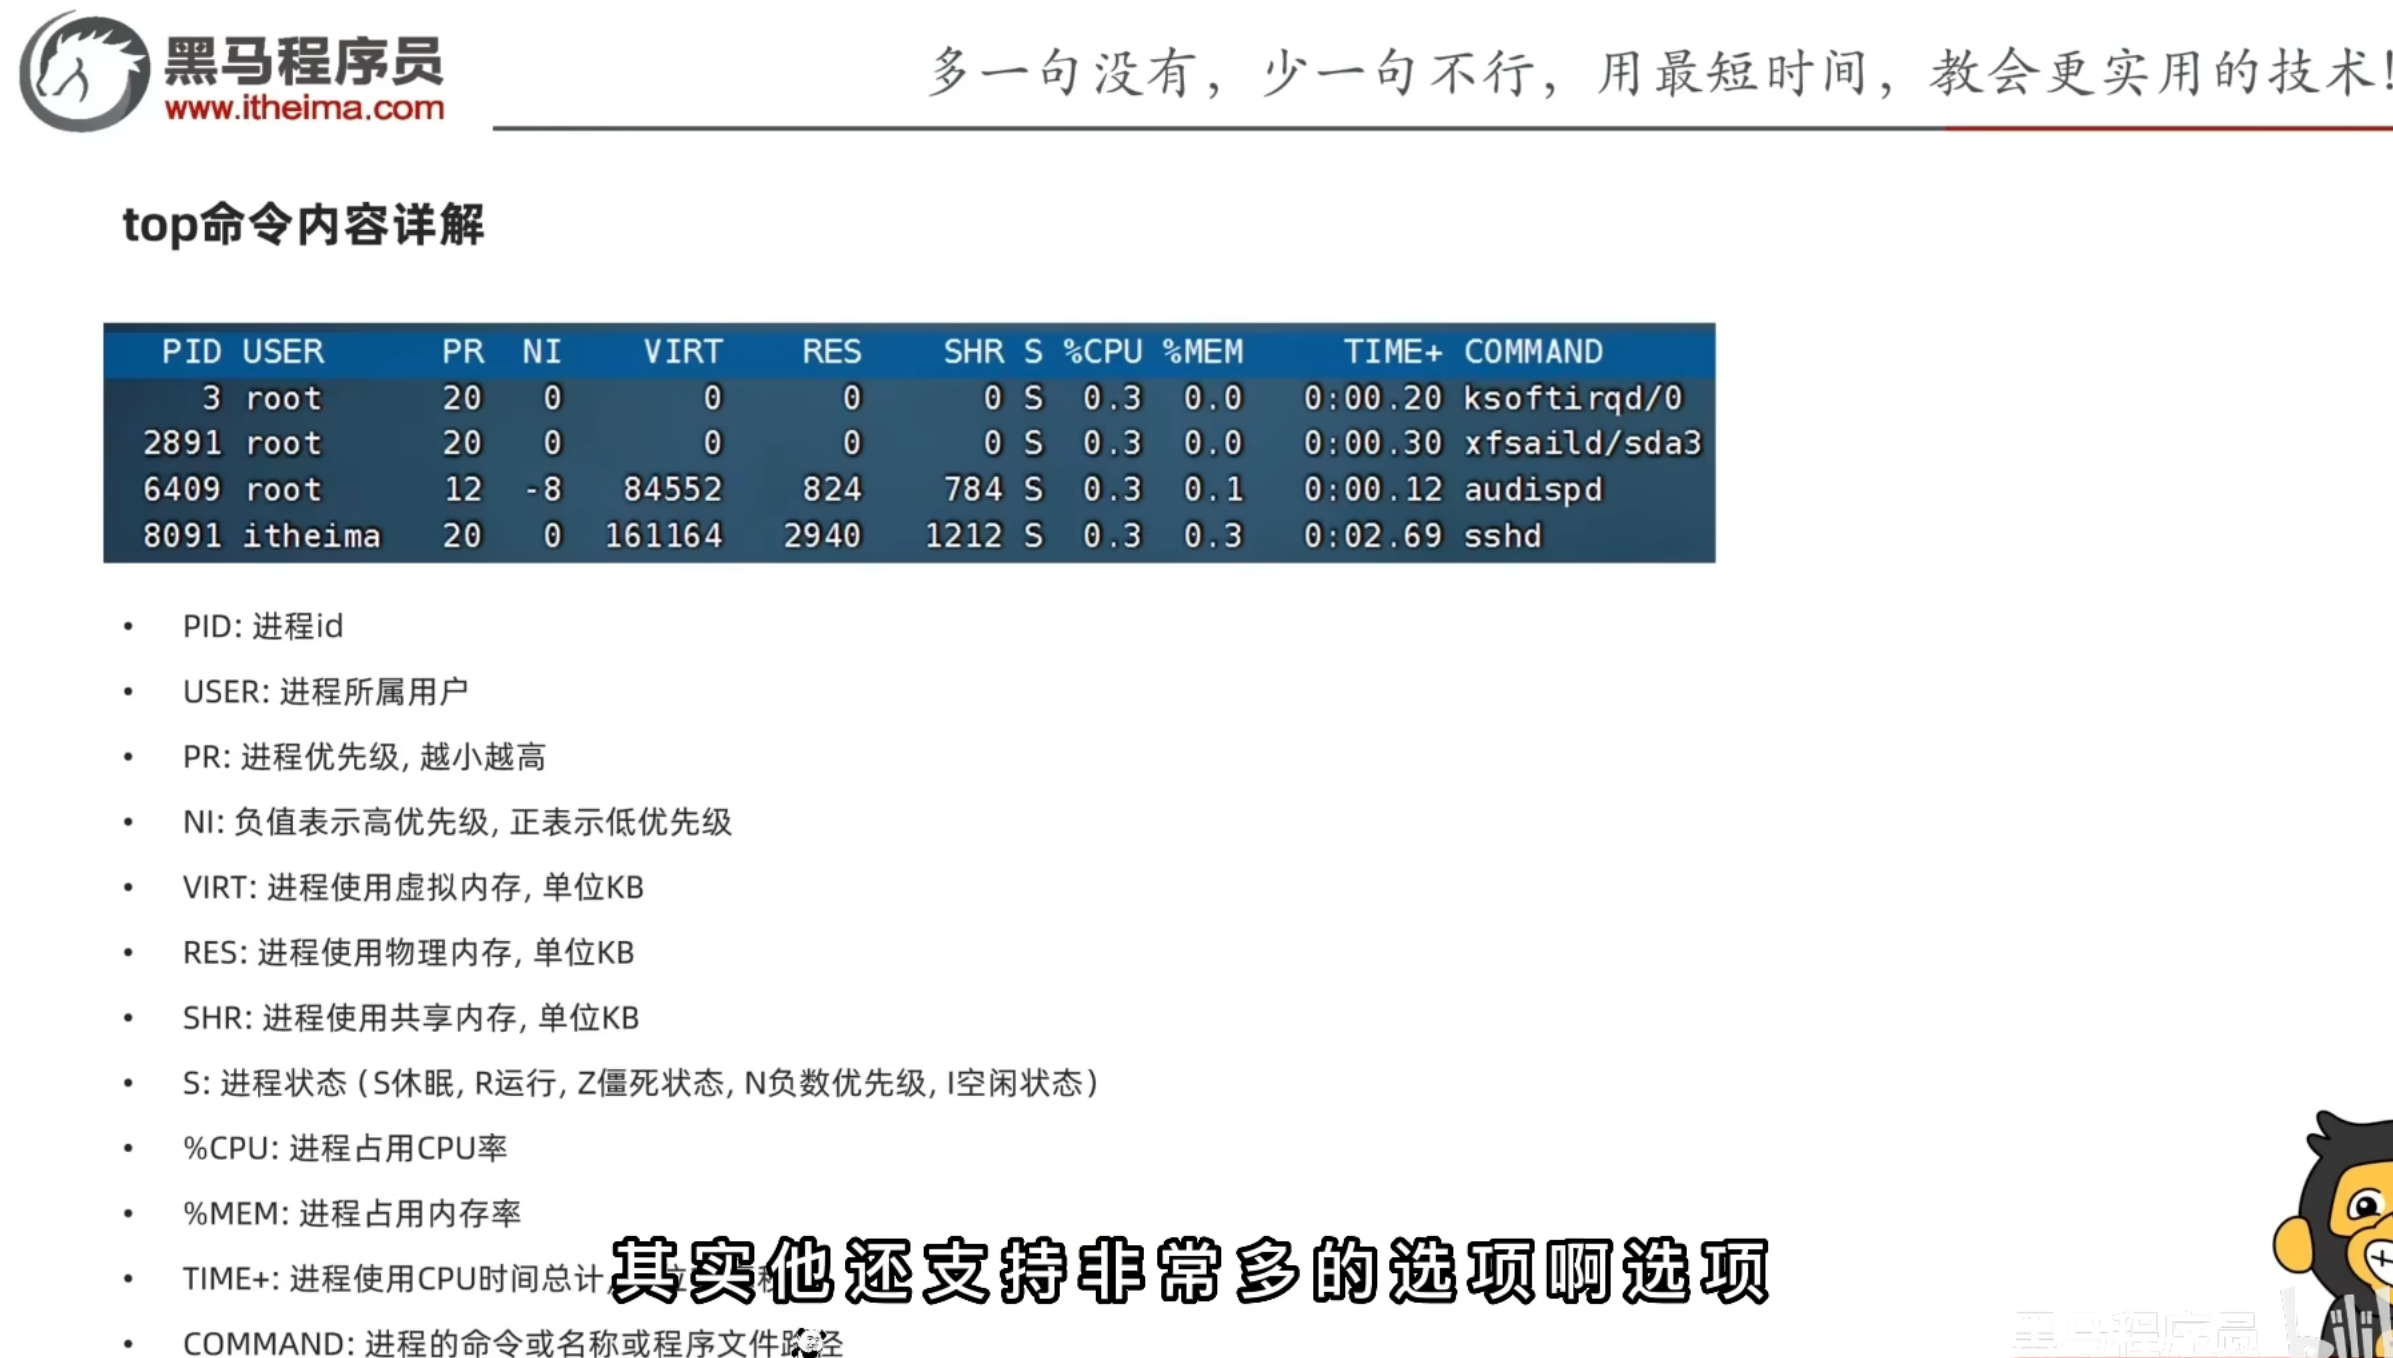 黑马程序员
www.itheima.com
多一句没有，少一句不行，用最短时间，教会更实用的技术！
top命令内容详解
PID USER PR NI VIRT RES SHR S %CPU %MEM TIME+ COMMAND
3 root 20 0 0 0 0 S 0.3 0.0 0:00.20 ksoftirqd/0
2891 root 20 0 0 0 0 S 0.3 0.0 0:00.30 xfsaild/sda3
6409 root 12 -8 84552 824 784 S 0.3 0.1 0:00.12 audispd
8091 itheima 20 0 161164 2940 1212 S 0.3 0.3 0:02.69 sshd
• PID: 进程id
• USER: 进程所属用户
• PR: 进程优先级, 越小越高
• NI: 负值表示高优先级, 正表示低优先级
• VIRT: 进程使用虚拟内存, 单位KB
• RES: 进程使用物理内存, 单位KB
• SHR: 进程使用共享内存, 单位KB
• S: 进程状态 (S休眠, R运行, Z僵死状态, N负数优先级, I空闲状态)
• %CPU: 进程占用CPU率
• %MEM: 进程占用内存率
• TIME+: 进程使用CPU时间总计,
其实他还支持非常多的选项啊选项
• COMMAND: 进程的命令或名称或程序文件路径
黑马程序员